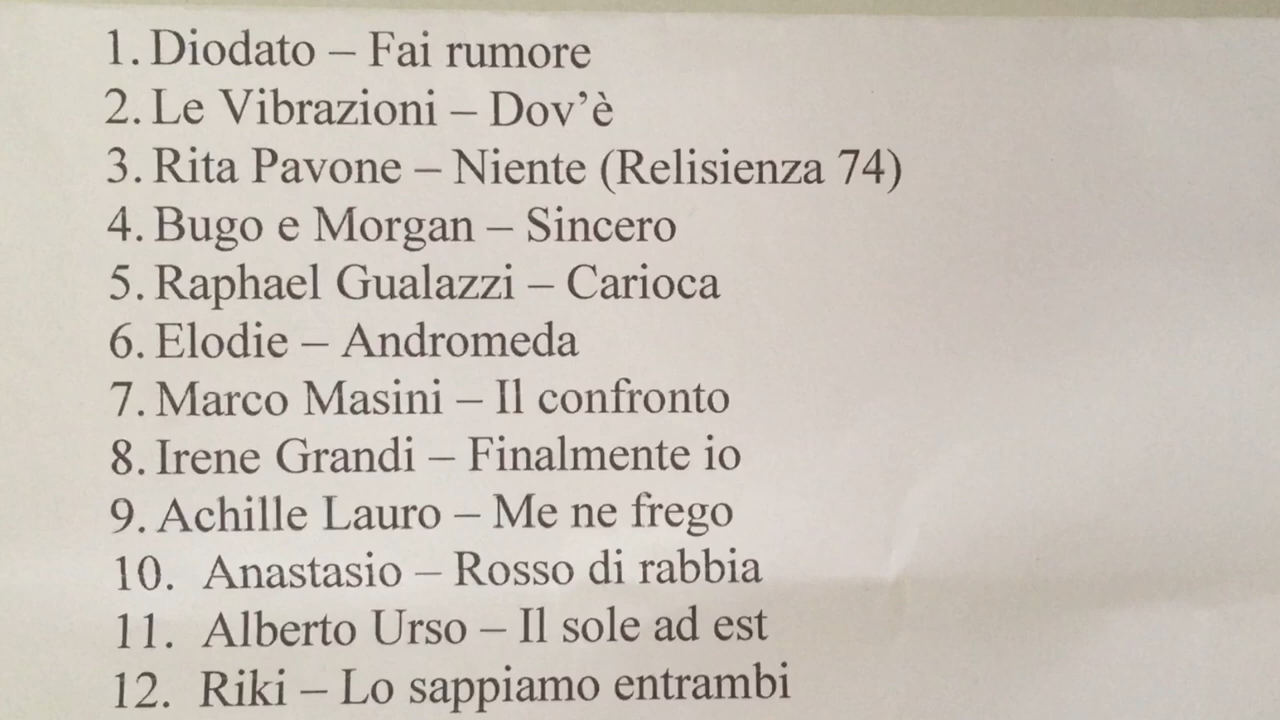 1. Diodato – Fai rumore
2. Le Vibrazioni – Dov’è
3. Rita Pavone – Niente (Relisienza 74)
4. Bugo e Morgan – Sincero
5. Raphael Gualazzi – Carioca
6. Elodie – Andromeda
7. Marco Masini – Il confronto
8. Irene Grandi – Finalmente io
9. Achille Lauro – Me ne frego
10. Anastasio – Rosso di rabbia
11. Alberto Urso – Il sole ad est
12. Riki – Lo sappiamo entrambi